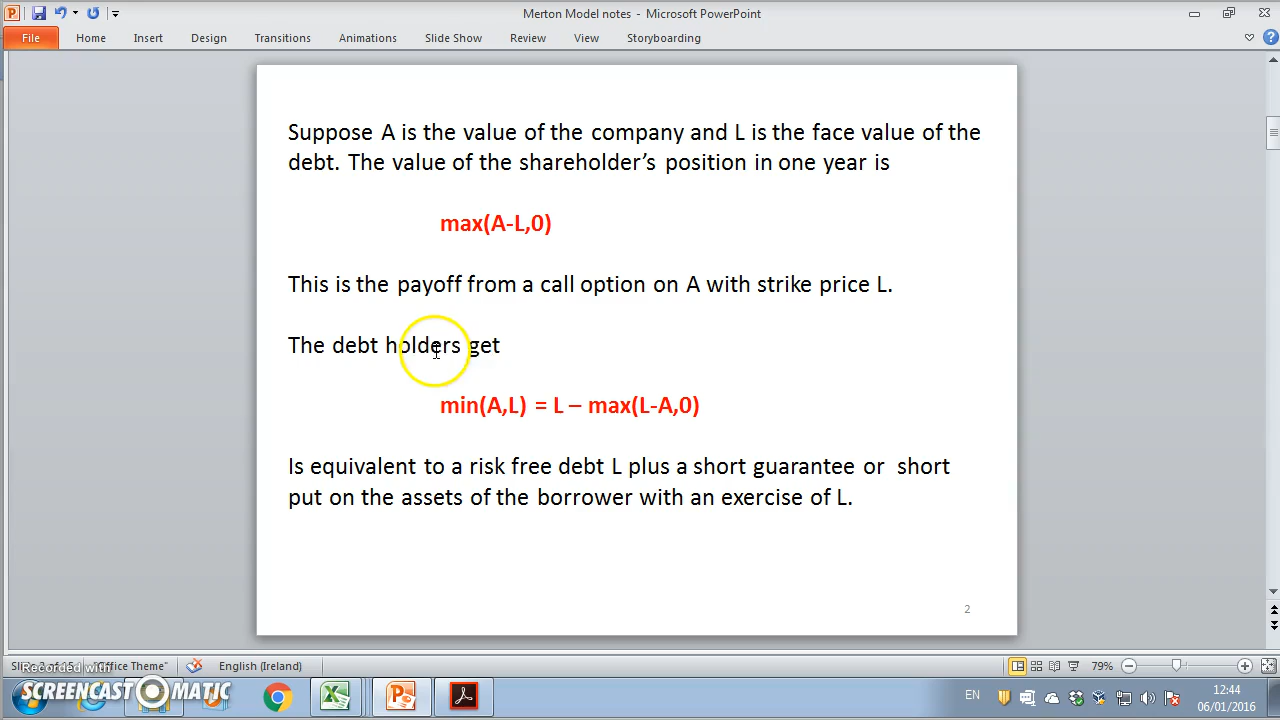 Merton Model notes - Microsoft PowerPoint
File Home Insert Design Transitions Animations Slide Show Review View Storyboarding
Suppose A is the value of the company and L is the face value of the
debt. The value of the shareholder’s position in one year is
max(A-L,0)
This is the payoff from a call option on A with strike price L.
The debt holders get
min(A,L) = L – max(L-A,0)
Is equivalent to a risk free debt L plus a short guarantee or short
put on the assets of the borrower with an exercise of L.
2
"Office Theme" English (Ireland) 79%
Recorded with
SCREENCAST MATIC
EN 12:44
06/01/2016